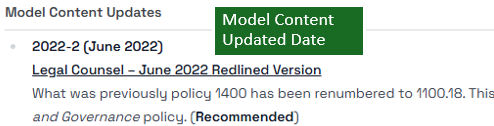 Model Content Updates
Model Content
Updated Date
2022-2 (June 2022)
Legal Counsel – June 2022 Redlined Version
What was previously policy 1400 has been renumbered to 1100.18. This
and Governance policy. (Recommended)